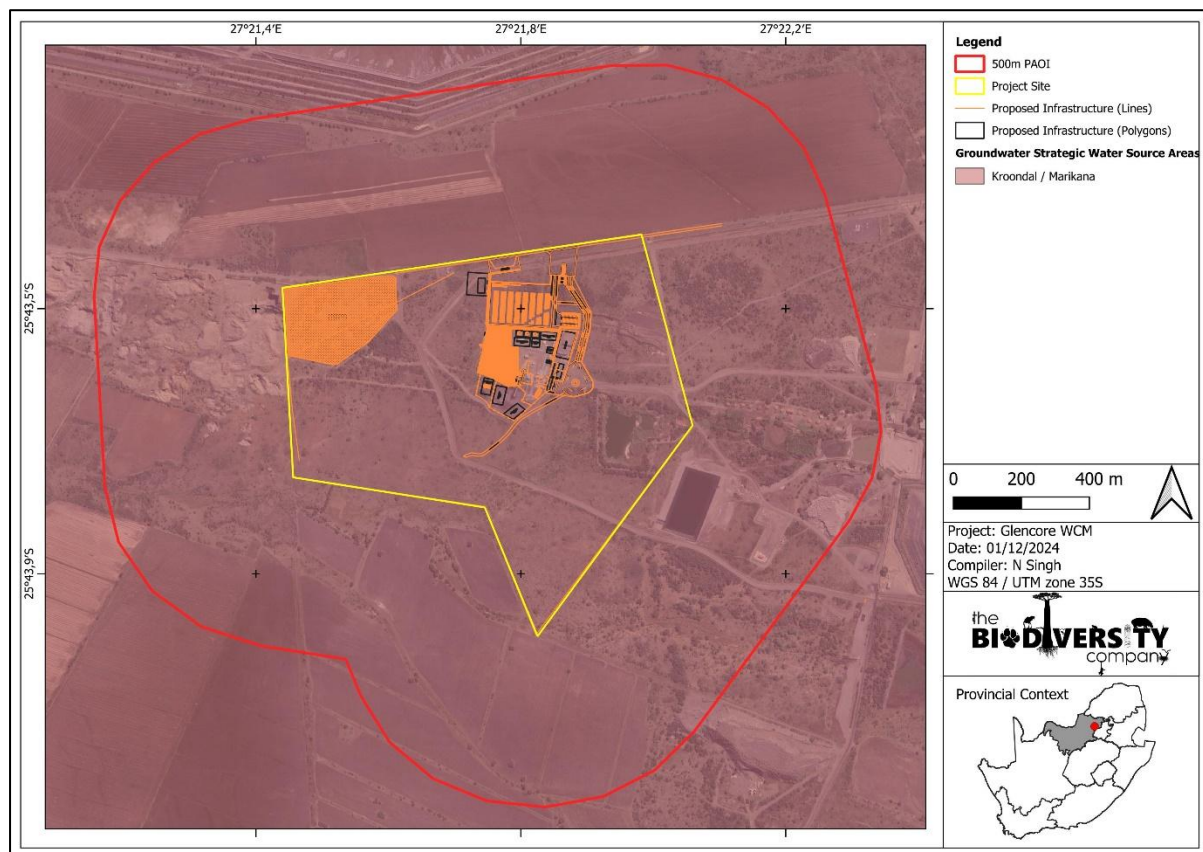 27°21,4′E
27°21,8′E
27°22,2′E
25°43,5′S
25°43,9′S
Legend
500m PAOI
Project Site
Proposed Infrastructure (Lines)
Proposed Infrastructure (Polygons)
Groundwater Strategic Water Source Areas
Kroondal / Marikana
0 200 400 m
Project: Glencore WCM
Date: 01/12/2024
Compiler: N Singh
WGS 84 / UTM zone 35S
the
BIODIVERSITY
company
Provincial Context